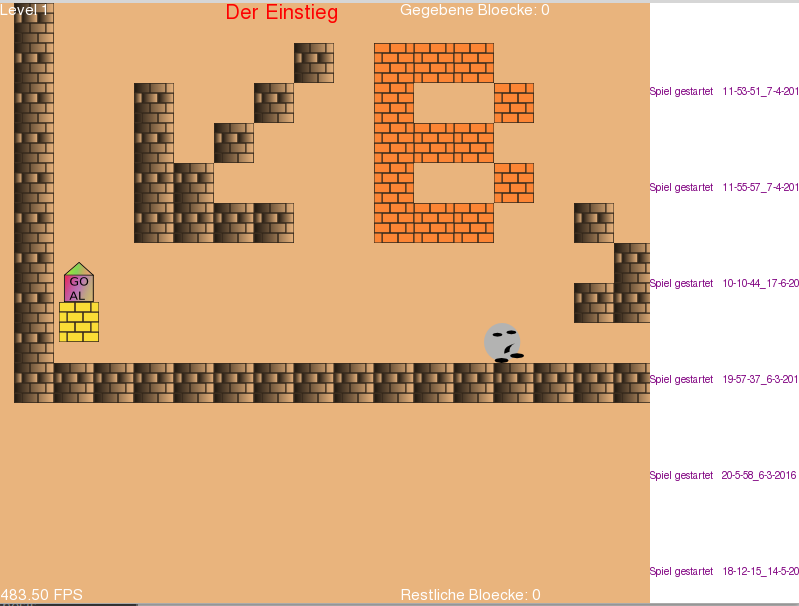 Level 1
Der Einstieg
Gegebene Bloecke: 0
Spiel gestartet 11-53-51_7-4-201
Spiel gestartet 11-55-57_7-4-201
GO
AL
Spiel gestartet 10-10-44_17-6-20
Spiel gestartet 19-57-37_6-3-201
Spiel gestartet 20-5-58_6-3-2016
Spiel gestartet 18-12-15_14-5-20
483.50 FPS
Restliche Bloecke: 0